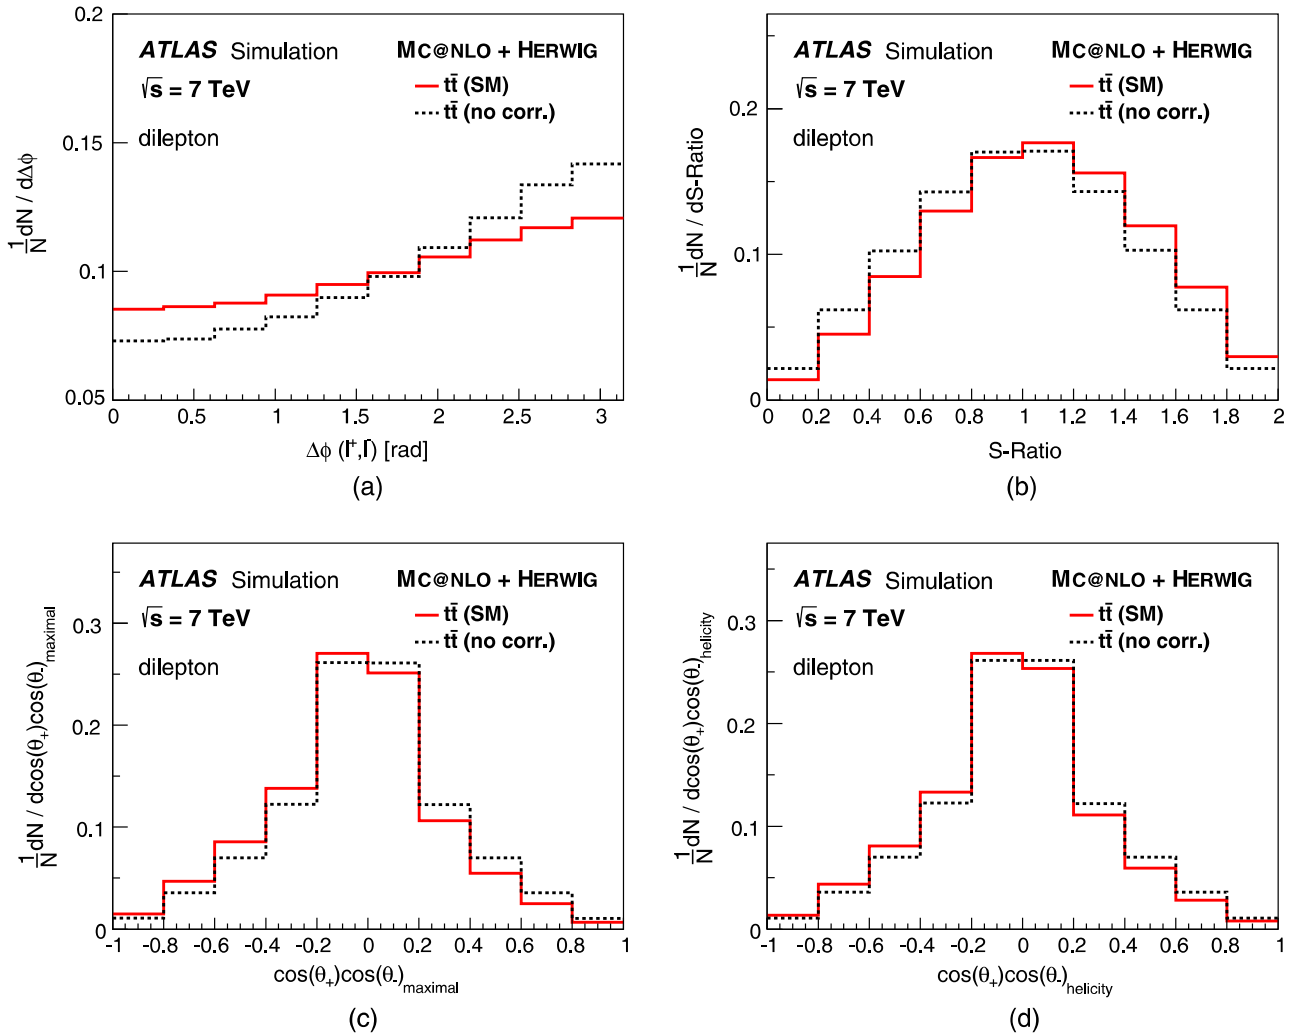 ATLAS Simulation
MC@NLO + HERWIG
√s = 7 TeV
tt̄ (SM)
tt̄ (no corr.)
dilepton
0.2
0.15
0.1
0.05
1/N dN / dΔϕ
0 0.5 1 1.5 2 2.5 3
Δϕ (l⁺,l⁻) [rad]
(a)
ATLAS Simulation
MC@NLO + HERWIG
√s = 7 TeV
tt̄ (SM)
tt̄ (no corr.)
dilepton
0.2
0.1
0
1/N dN / dS-Ratio
0 0.2 0.4 0.6 0.8 1 1.2 1.4 1.6 1.8 2
S-Ratio
(b)
ATLAS Simulation
MC@NLO + HERWIG
√s = 7 TeV
tt̄ (SM)
tt̄ (no corr.)
dilepton
0.3
0.2
0.1
0
1/N dN / dcos(θ₊)cos(θ₋)maximal
-1 -0.8 -0.6 -0.4 -0.2 0 0.2 0.4 0.6 0.8 1
cos(θ₊)cos(θ₋)maximal
(c)
ATLAS Simulation
MC@NLO + HERWIG
√s = 7 TeV
tt̄ (SM)
tt̄ (no corr.)
dilepton
0.3
0.2
0.1
0
1/N dN / dcos(θ₊)cos(θ₋)helicity
-1 -0.8 -0.6 -0.4 -0.2 0 0.2 0.4 0.6 0.8 1
cos(θ₊)cos(θ₋)helicity
(d)